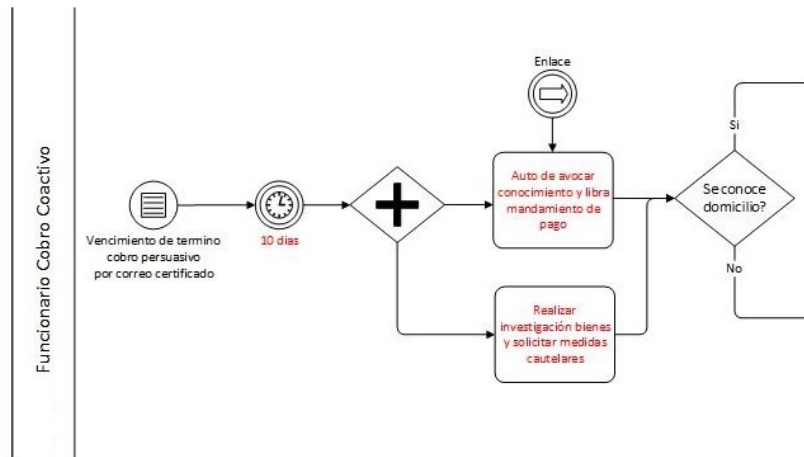 Funcionario Cobro Coactivo
Vencimiento de termino
cobro persuasivo
por correo certificado
10 dias
Enlace
Auto de avocar
conocimiento y libra
mandamiento de
pago
Realizar
investigación bienes
y solicitar medidas
cautelares
Si
Se conoce
domicilio?
No